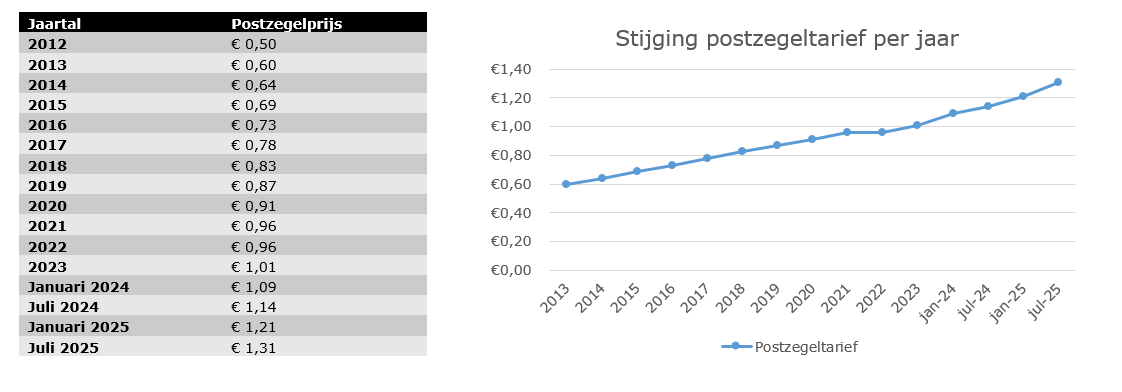 Jaartal Postzegelprijs
2012 € 0,50
2013 € 0,60
2014 € 0,64
2015 € 0,69
2016 € 0,73
2017 € 0,78
2018 € 0,83
2019 € 0,87
2020 € 0,91
2021 € 0,96
2022 € 0,96
2023 € 1,01
Januari 2024 € 1,09
Juli 2024 € 1,14
Januari 2025 € 1,21
Juli 2025 € 1,31
Stijging postzegeltarief per jaar
€1,40
€1,20
€1,00
€0,80
€0,60
€0,40
€0,20
€0,00
2013 2014 2015 2016 2017 2018 2019 2020 2021 2022 2023 jan-24 jul-24 jan-25 jul-25
Postzegeltarief